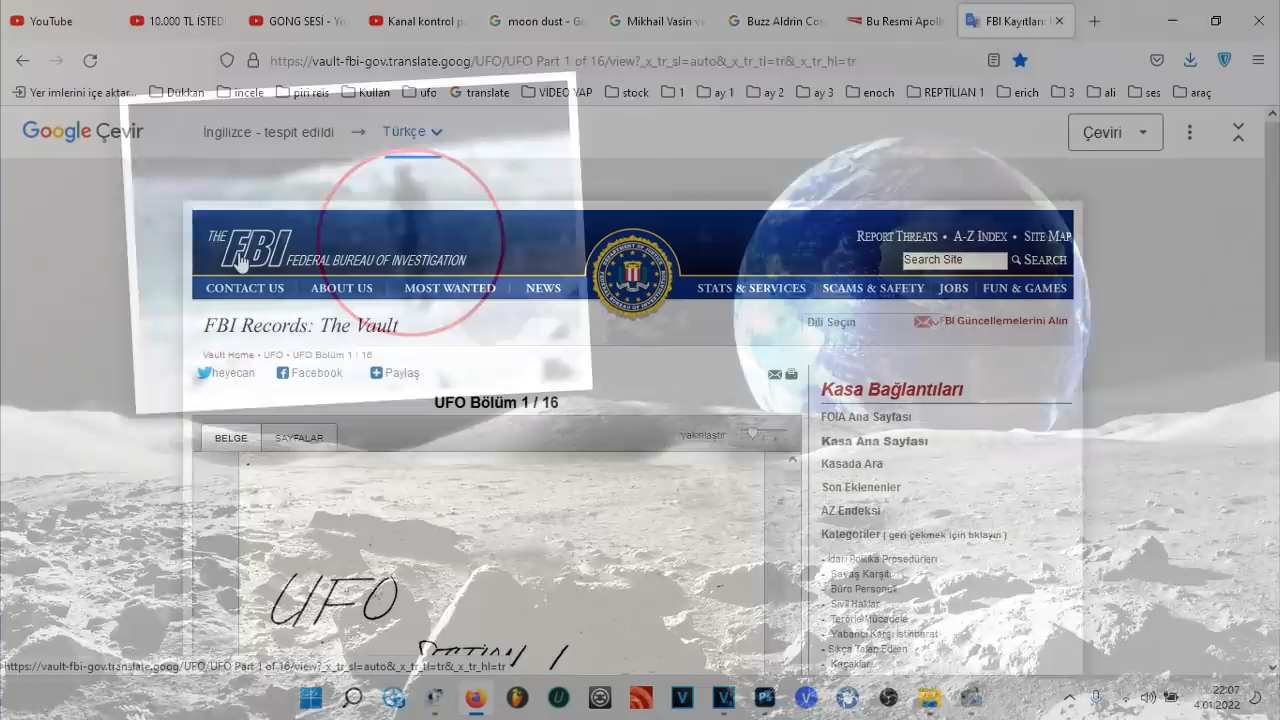 YouTube
10.000 TL İSTEDİ
GONG SESİ - Yo
Kanal kontrol p
moon dust - G
Mikhail Vasin v
Buzz Aldrin Co
Bu Resmi Apoll
FBI Kayıtları:
https://vault-fbi-gov.translate.goog/UFO/UFO Part 1 of 16/view?_x_tr_sl=auto&_x_tr_tl=tr&_x_tr_hl=tr
Yer imlerini içe aktar...
Dükkan
incele
piri reis
Kullan
ufo
translate
VİDEO YAP
stock
1
ay 1
ay 2
ay 3
enoch
REPTILIAN 1
erich
3
ali
ses
araç
Google Çevir
İngilizce - tespit edildi → Türkçe
Çeviri
THE FBI FEDERAL BUREAU OF INVESTIGATION
REPORT THREATS • A-Z INDEX • SITE MAP
Search Site
SEARCH
CONTACT US
ABOUT US
MOST WANTED
NEWS
STATS & SERVICES
SCAMS & SAFETY
JOBS
FUN & GAMES
FBI Records: The Vault
Dili Seçin
FBI Güncellemelerini Alın
Vault Home • UFO • UFO Bölüm 1 / 16
heyecan
Facebook
Paylaş
UFO Bölüm 1 / 16
BELGE
SAYFALAR
yakınlaştır
Kasa Bağlantıları
FOIA Ana Sayfası
Kasa Ana Sayfası
Kasada Ara
Son Eklenenler
AZ Endeksi
Kategoriler ( geri çekmek için tıklayın )
- İdari Politika Prosedürleri
- Savaş Karşıtı
- Büro Personeli
- Sivil Haklar
- Terörle Mücadele
- Yabancı Karşı İstihbarat
- Sıkça Talep Edilen
- Kaçaklar
UFO
SECTION 1
https://vault-fbi-gov.translate.goog/UFO/UFO Part 1 of 16/view?_x_tr_sl=auto&_x_tr_tl=tr&_x_tr_hl=tr
22:07
4.01.2022